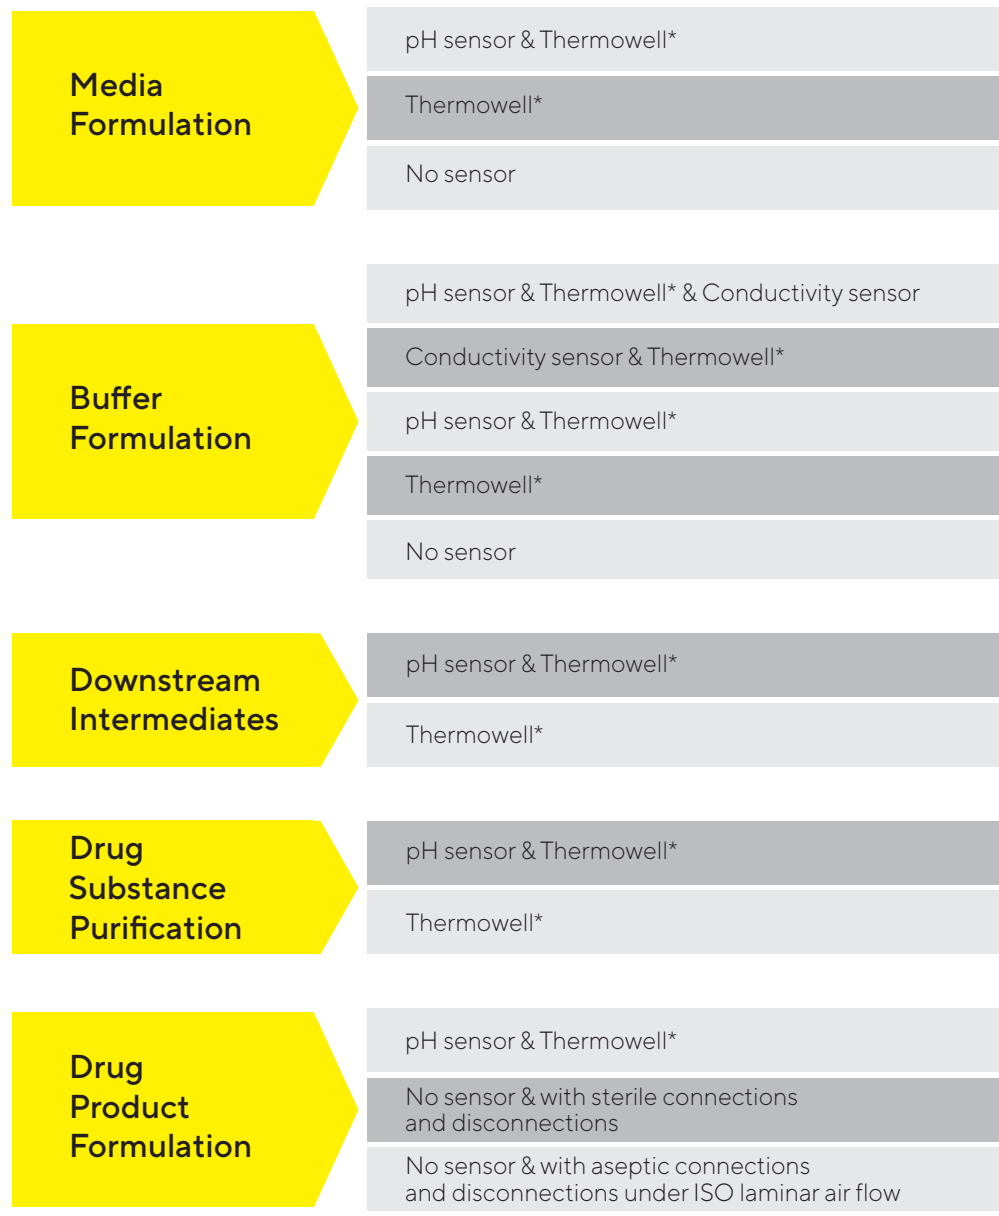 Media
Formulation
pH sensor & Thermowell*
Thermowell*
No sensor
Buffer
Formulation
pH sensor & Thermowell* & Conductivity sensor
Conductivity sensor & Thermowell*
pH sensor & Thermowell*
Thermowell*
No sensor
Downstream
Intermediates
pH sensor & Thermowell*
Thermowell*
Drug
Substance
Purification
pH sensor & Thermowell*
Thermowell*
Drug
Product
Formulation
pH sensor & Thermowell*
No sensor & with sterile connections
and disconnections
No sensor & with aseptic connections
and disconnections under ISO laminar air flow